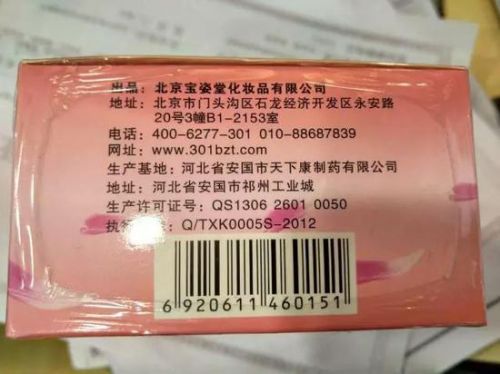 出品：北京宝姿堂化妆品有限公司
地址：北京市门头沟区石龙经济开发区永安路
20号3幢B1-2153室
电话：400-6277-301 010-88687839
网址：www.301bzt.com
生产基地：河北省安国市天下康制药有限公司
地址：河北省安国市祁州工业城
生产许可证号：QS1306 2601 0050
执行 Q/TXK0005S-2012
6 920611 460151